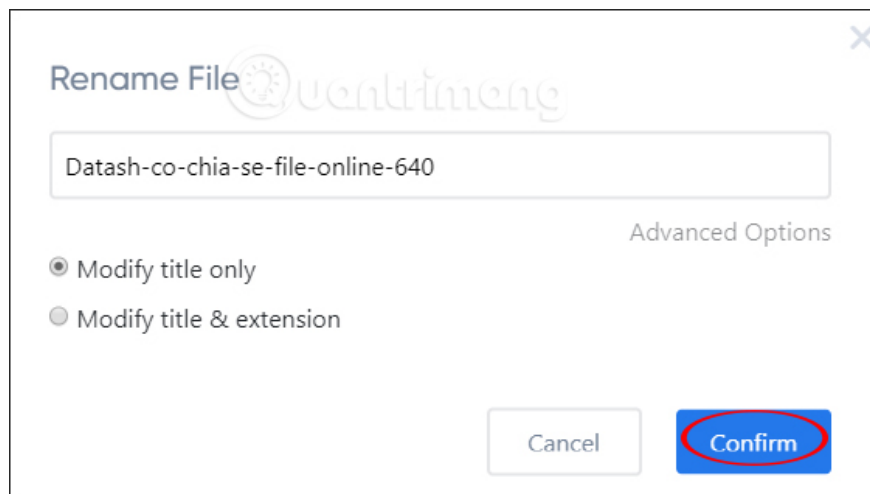 Rename File
Quantrimang
Datash-co-chia-se-file-online-640
Advanced Options
Modify title only
Modify title & extension
Cancel
Confirm